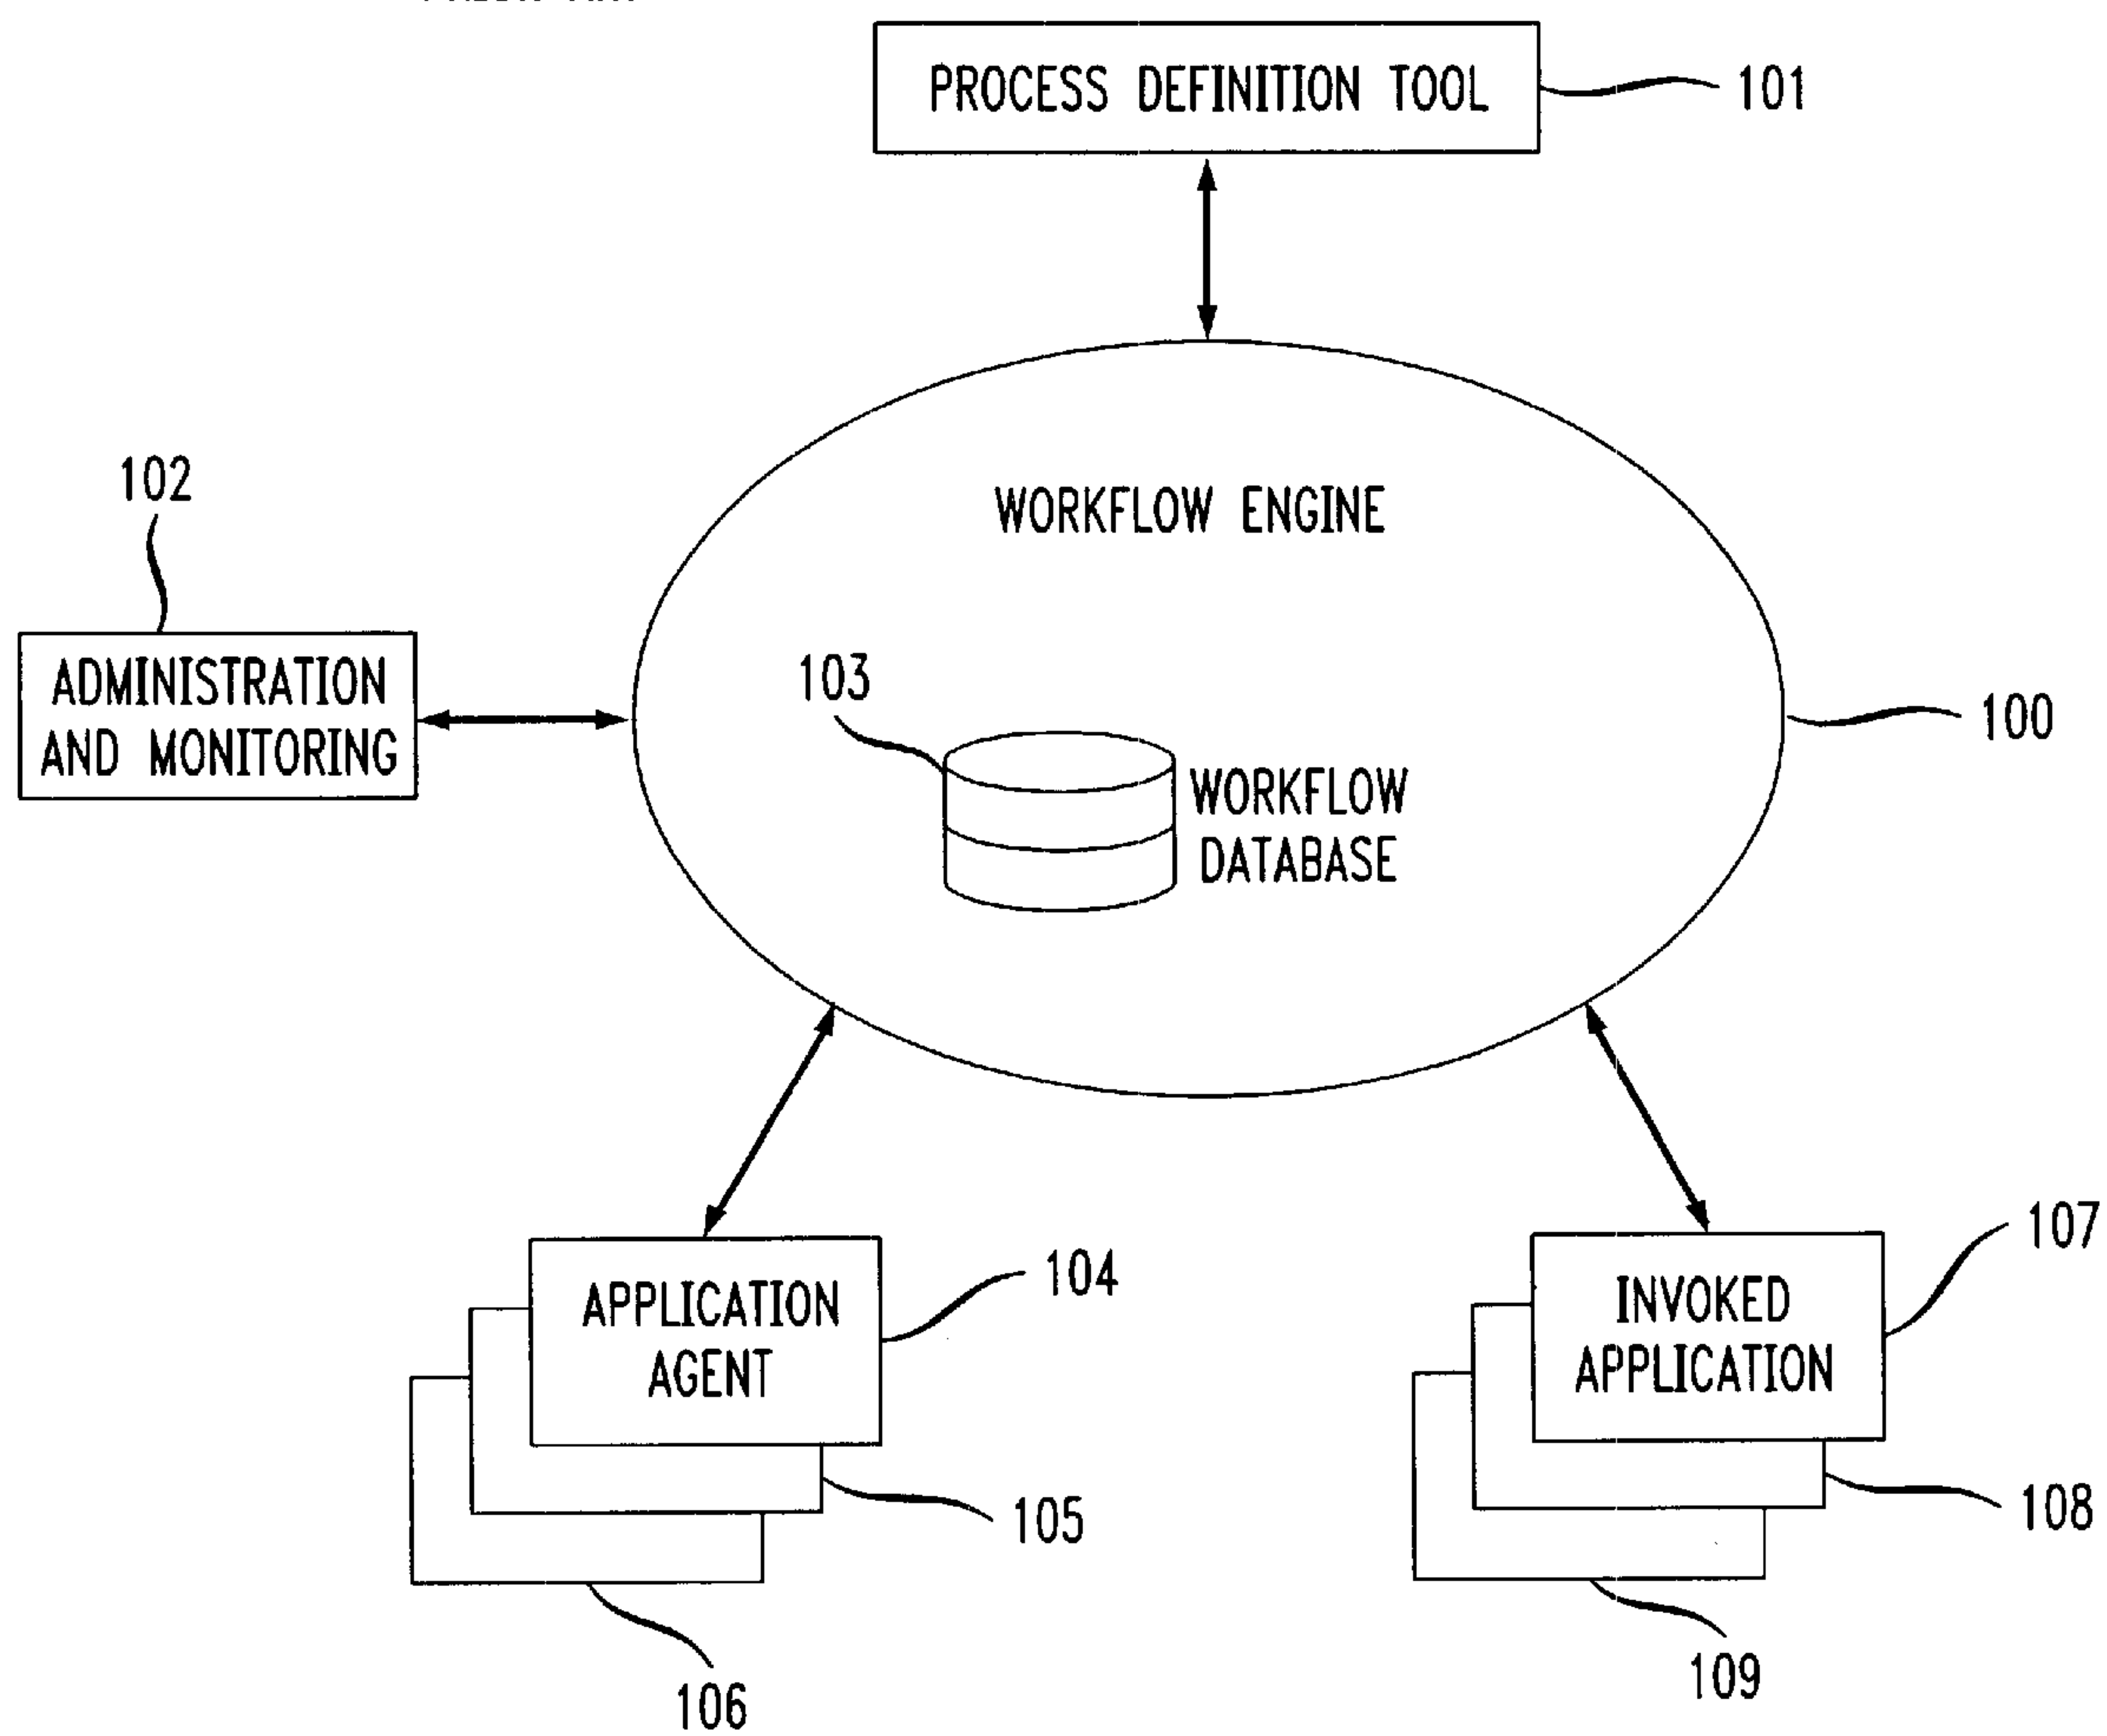 PROCESS DEFINITION TOOL
101
102
WORKFLOW ENGINE
ADMINISTRATION
AND MONITORING
103
100
WORKFLOW
DATABASE
107
104
APPLICATION
AGENT
INVOKED
APPLICATION
105
108
109
106